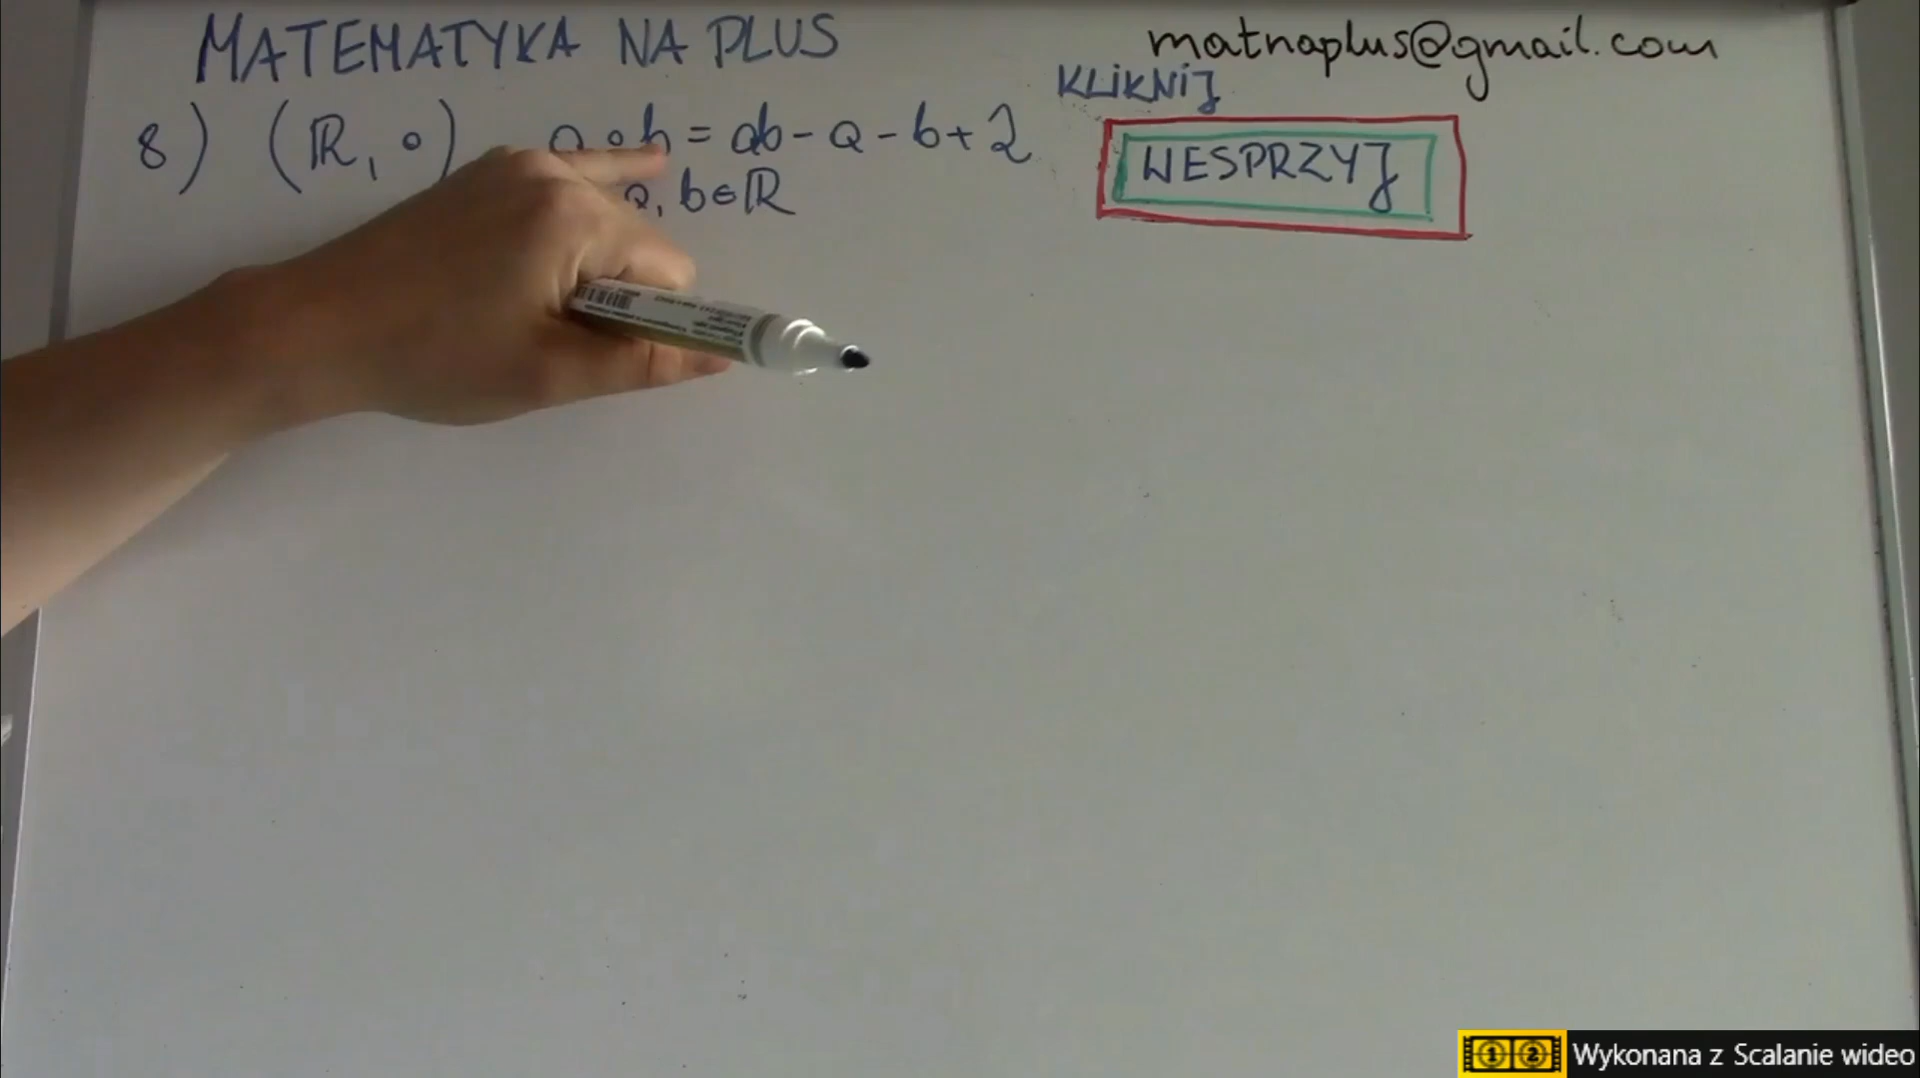 MATEMATYKA NA PLUS
matnaplus@gmail.com
KLIKNIJ
8) (ℝ, ∘) a∘b = ab - a - b + 2
a, b ∈ ℝ
WESPRZYJ
Wykonana z Scalanie wideo